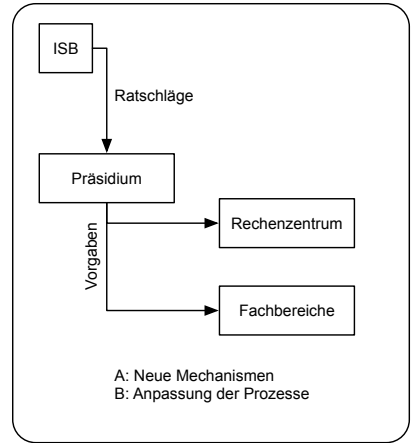 ISB
Ratschläge
Präsidium
Vorgaben
Rechenzentrum
Fachbereiche
A: Neue Mechanismen
B: Anpassung der Prozesse